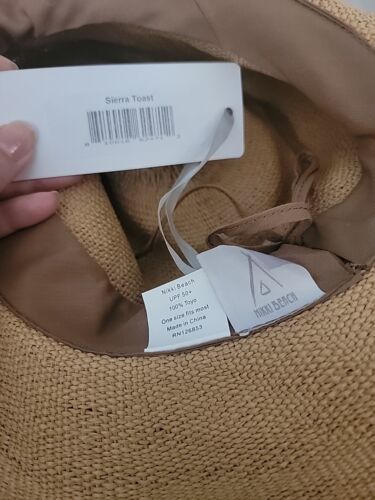 Sierra Toast
Nikki Beach
UPF 50+
100% Toyo
One size fits most
Made in China
RN126853
NIKKI BEACH